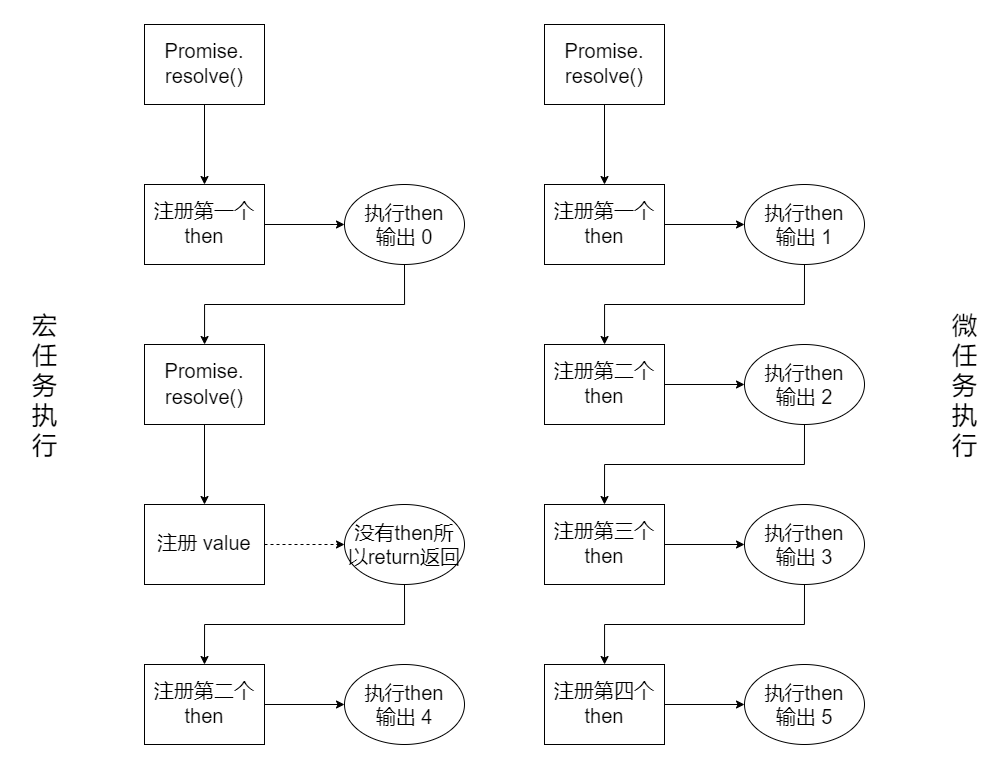 Promise.
resolve()
Promise.
resolve()
注册第一个
then
执行then
输出 0
注册第一个
then
执行then
输出 1
宏
任
务
执
行
Promise.
resolve()
注册第二个
then
执行then
输出 2
微
任
务
执
行
注册 value
没有then所
以return返回
注册第三个
then
执行then
输出 3
注册第二个
then
执行then
输出 4
注册第四个
then
执行then
输出 5